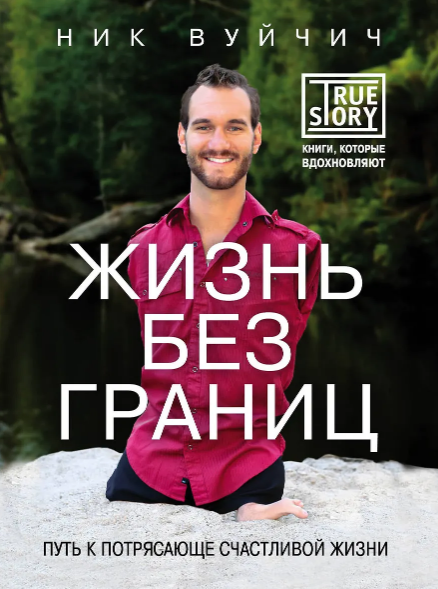 НИК ВУЙЧИЧ
TRUE
STORY
КНИГИ, КОТОРЫЕ
ВДОХНОВЛЯЮТ
ЖИЗНЬ
БЕЗ
ГРАНИЦ
ПУТЬ К ПОТРЯСАЮЩЕ СЧАСТЛИВОЙ ЖИЗНИ